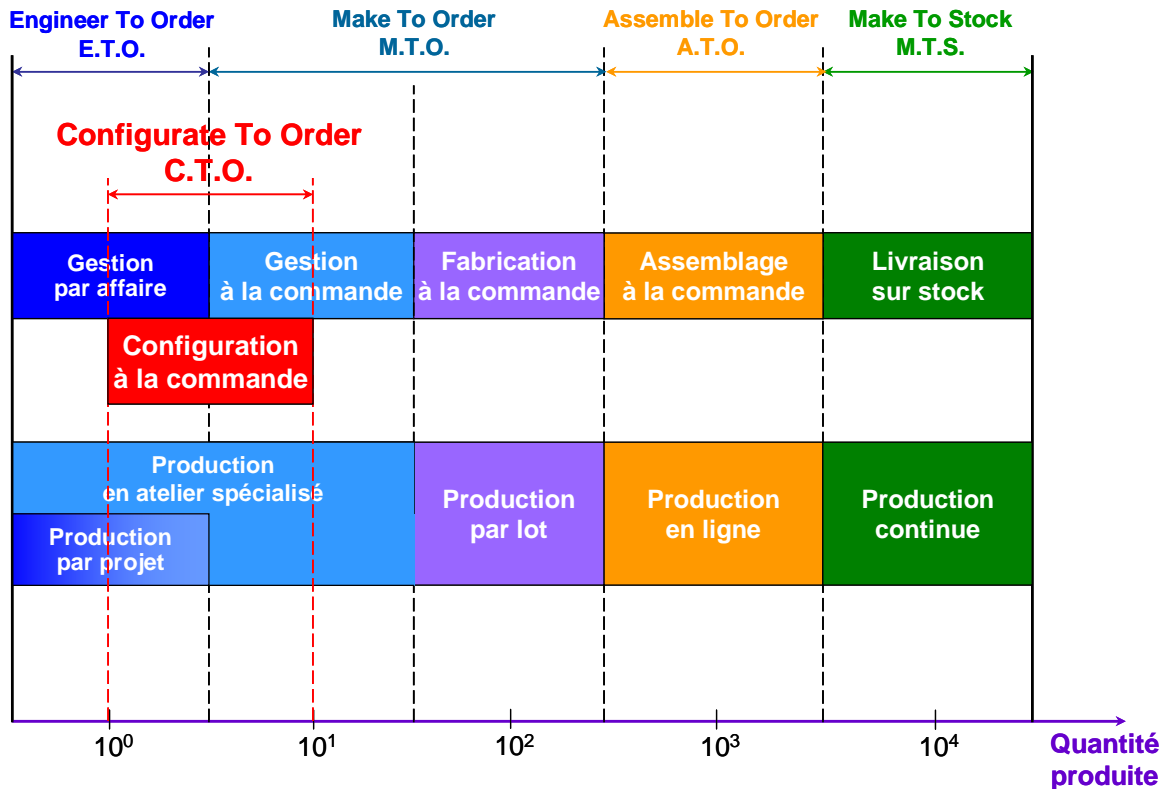 Engineer To Order
E.T.O.
Make To Order
M.T.O.
Assemble To Order
A.T.O.
Make To Stock
M.T.S.
Configurate To Order
C.T.O.
Gestion
par affaire
Gestion
à la commande
Fabrication
à la commande
Assemblage
à la commande
Livraison
sur stock
Configuration
à la commande
Production
en atelier spécialisé
Production
par projet
Production
par lot
Production
en ligne
Production
continue
10⁰
10¹
10²
10³
10⁴
Quantité
produite